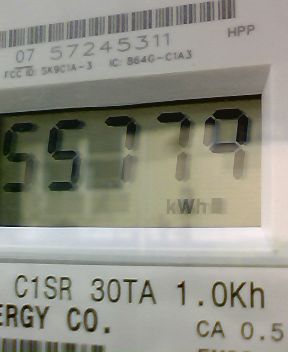 HPP
07 57245311
FCC ID: SK9C1A-3 IC: 864G-C1A3
55779
kWh
C1SR 30TA 1.0Kh
ERGY CO.
CA 0.5